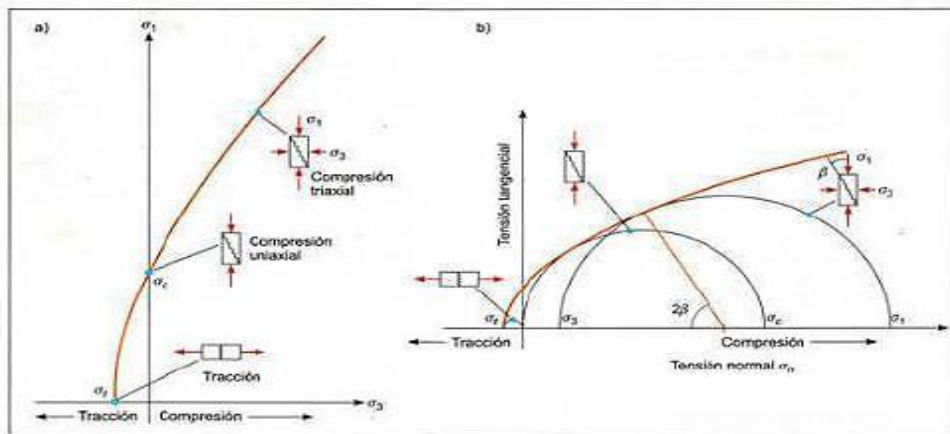 a)
σ₁
σ₁
σ₃
Compresión
triaxial
Compresión
uniaxial
σc
σt
Tracción
σ₃
Tracción
Compresión
b)
Tensión tangencial
β
σ₁
σ₃
2β
σt
σ₃
σc
σ₁
Tracción
Compresión
Tensión normal σn